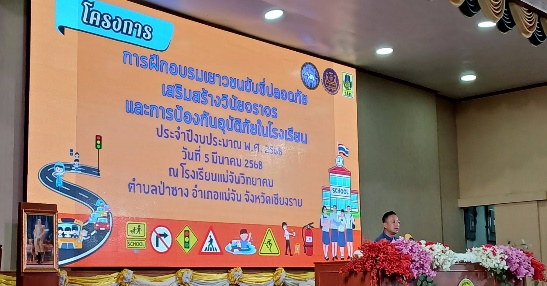 โครงการ
การฝึกอบรมเยาวชนขับขี่ปลอดภัย
เสริมสร้างวินัยจราจร
และการป้องกันอุบัติภัยในโรงเรียน
ประจำปีงบประมาณ พ.ศ. 2568
วันที่ 5 มีนาคม 2568
ณ โรงเรียนแม่จันวิทยาคม
ตำบลป่าซาง อำเภอแม่จัน จังหวัดเชียงราย
SCHOOL
SCHOOL